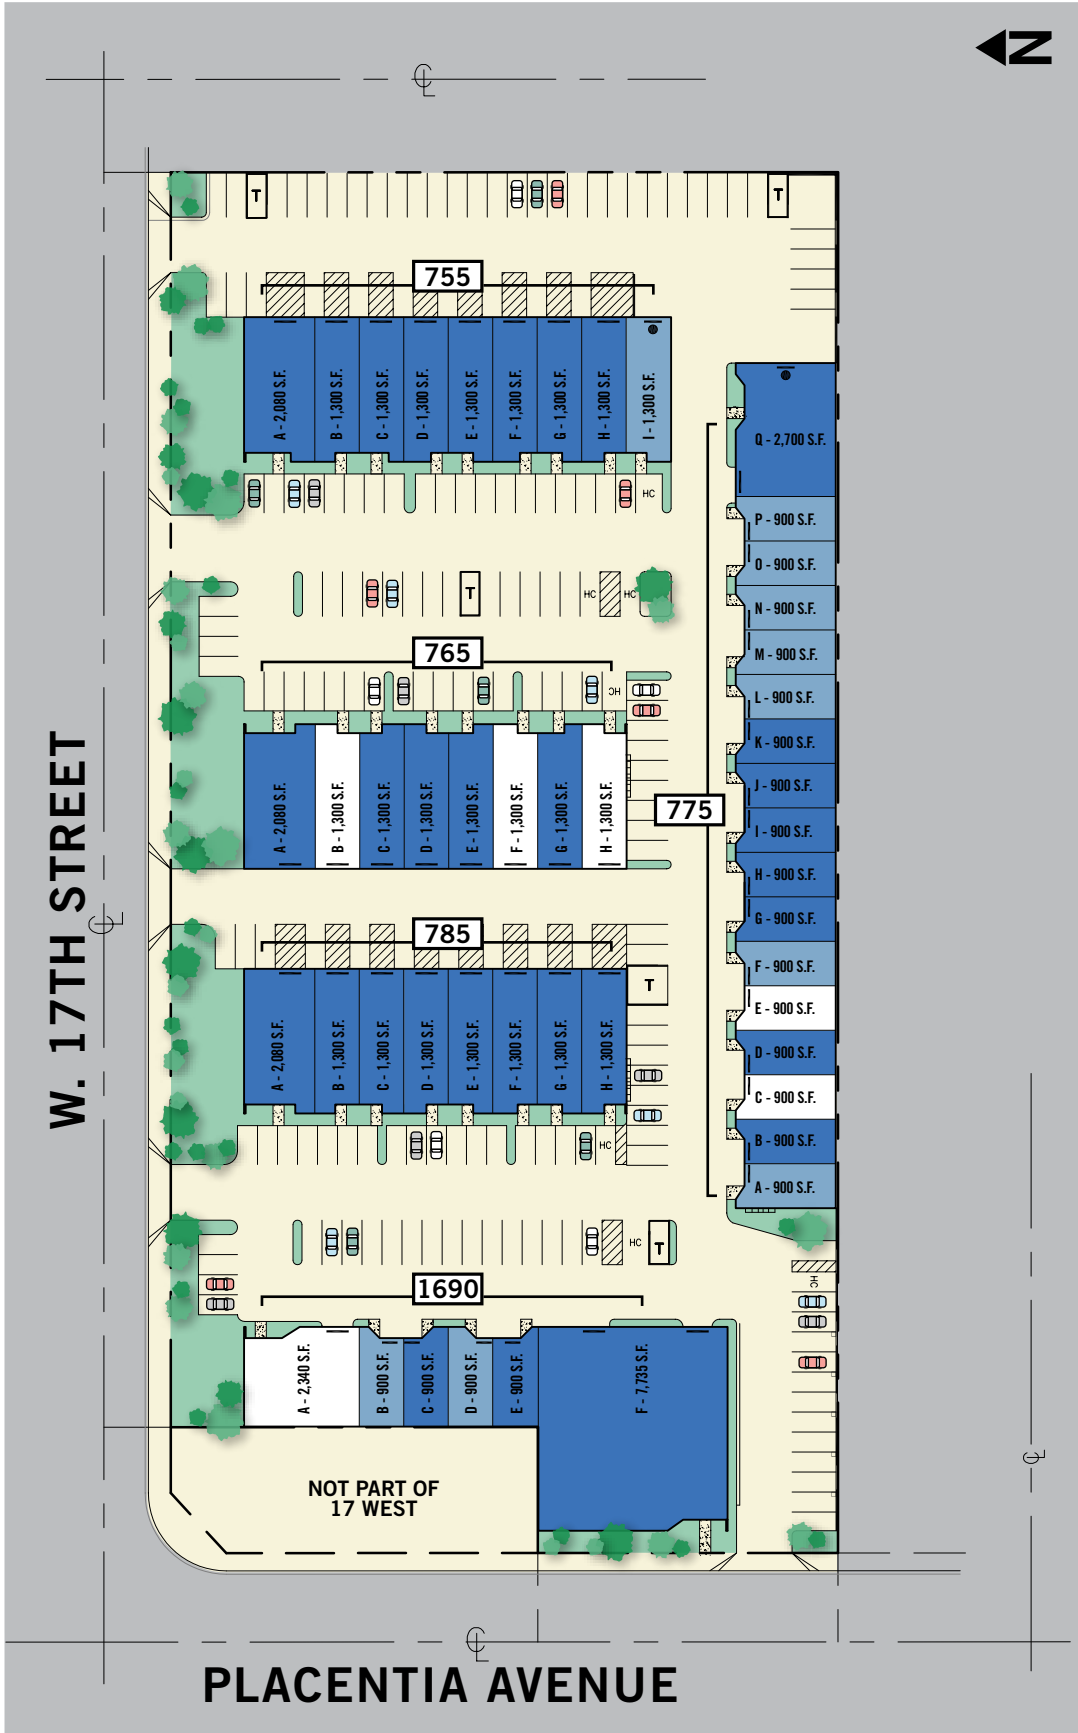 N
℄
T
T
755
A - 2,080 S.F.
B - 1,300 S.F.
C - 1,300 S.F.
D - 1,300 S.F.
E - 1,300 S.F.
F - 1,300 S.F.
G - 1,300 S.F.
H - 1,300 S.F.
I - 1,300 S.F.
HC
Q - 2,700 S.F.
P - 900 S.F.
O - 900 S.F.
N - 900 S.F.
M - 900 S.F.
L - 900 S.F.
K - 900 S.F.
J - 900 S.F.
I - 900 S.F.
H - 900 S.F.
G - 900 S.F.
F - 900 S.F.
E - 900 S.F.
D - 900 S.F.
C - 900 S.F.
B - 900 S.F.
A - 900 S.F.
775
T
HC
HC
765
HC
A - 2,080 S.F.
B - 1,300 S.F.
C - 1,300 S.F.
D - 1,300 S.F.
E - 1,300 S.F.
F - 1,300 S.F.
G - 1,300 S.F.
H - 1,300 S.F.
W. 17TH STREET
℄
785
T
A - 2,080 S.F.
B - 1,300 S.F.
C - 1,300 S.F.
D - 1,300 S.F.
E - 1,300 S.F.
F - 1,300 S.F.
G - 1,300 S.F.
H - 1,300 S.F.
HC
HC
T
HC
1690
A - 2,340 S.F.
B - 900 S.F.
C - 900 S.F.
D - 900 S.F.
E - 900 S.F.
F - 7,735 S.F.
℄
NOT PART OF
17 WEST
℄
PLACENTIA AVENUE